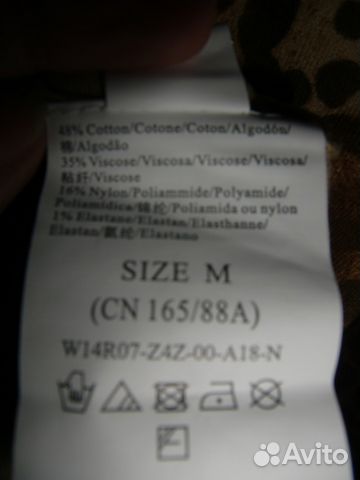 48% Cotton/Cotone/Coton/Algodón/
棉/Algodão
35% Viscose/Viscosa/Viscose/Viscosa/
粘纤/Viscose
16% Nylon/Poliammide/Polyamide/
Poliamidica/锦纶/Poliamida ou nylon
1% Elastane/Elastan/Elasthanne/
Elastan/氨纶/Elastano
SIZE M
(CN 165/88A)
W14R07-Z4Z-00-A18-N
Avito